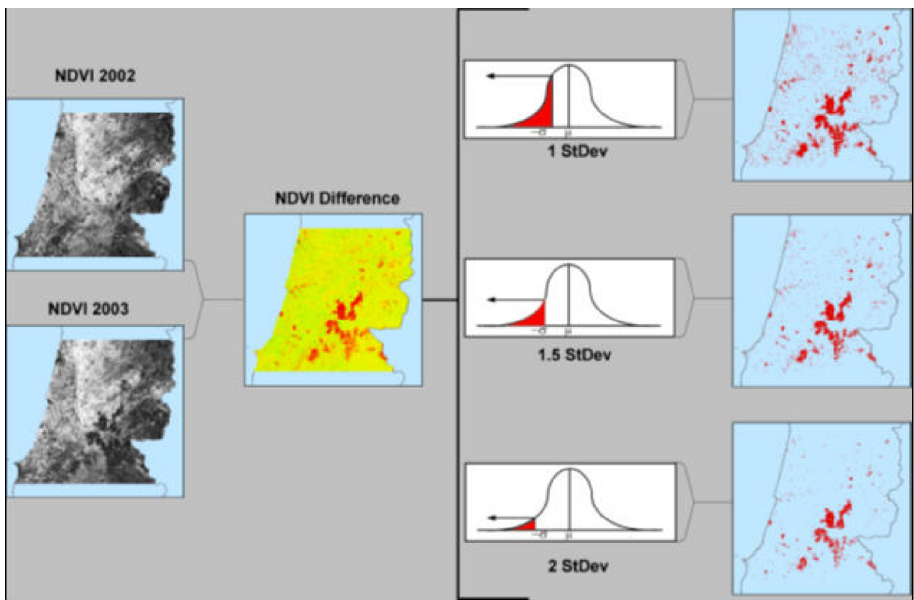 NDVI 2002
NDVI 2003
NDVI Difference
-σ μ
1 StDev
-σ μ
1.5 StDev
-σ μ
2 StDev